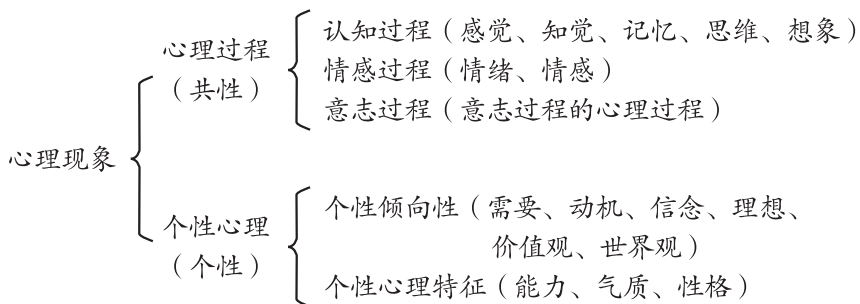 心理现象
心理过程
（共性）
认知过程（感觉、知觉、记忆、思维、想象）
情感过程（情绪、情感）
意志过程（意志过程的心理过程）
个性心理
（个性）
个性倾向性（需要、动机、信念、理想、
价值观、世界观）
个性心理特征（能力、气质、性格）